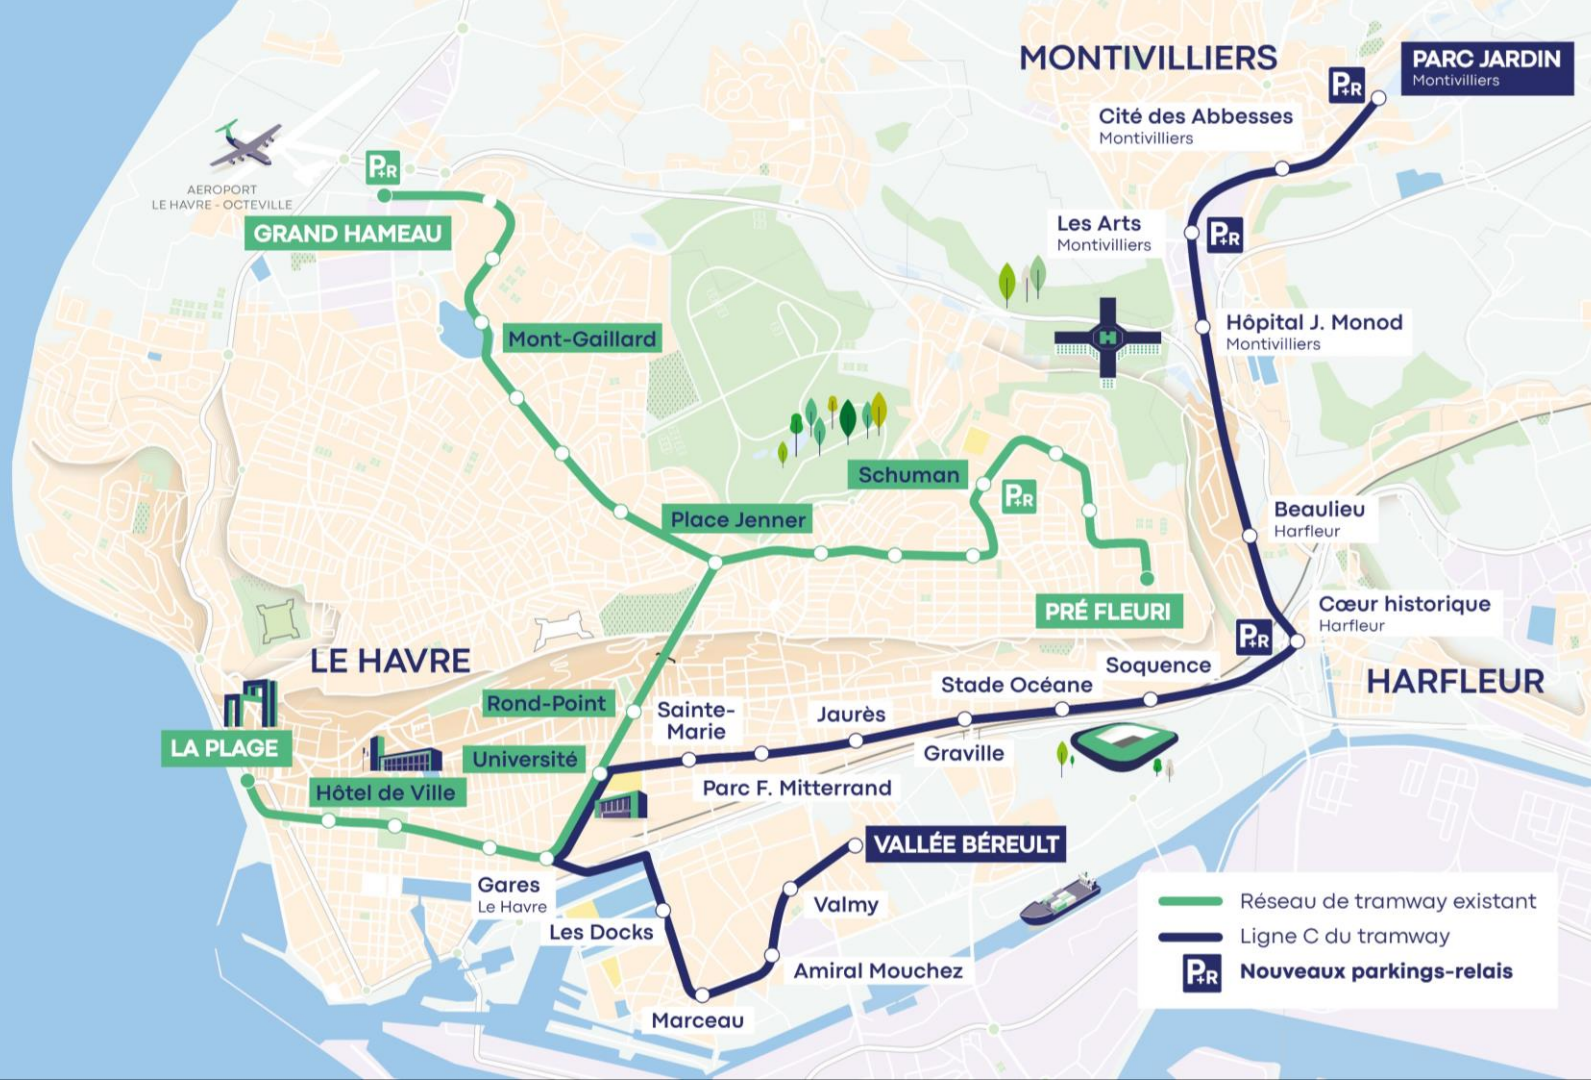 MONTIVILLIERS
P+R
PARC JARDIN
Montivilliers
Cité des Abbesses
Montivilliers
P+R
AEROPORT
LE HAVRE - OCTEVILLE
GRAND HAMEAU
Les Arts
Montivilliers
P+R
Mont-Gaillard
H
Hôpital J. Monod
Montivilliers
Schuman
P+R
Place Jenner
Beaulieu
Harfleur
PRÉ FLEURI
Cœur historique
Harfleur
P+R
LE HAVRE
HARFLEUR
Soquence
Stade Océane
Rond-Point
Sainte-
Marie
Jaurès
LA PLAGE
Université
Graville
Hôtel de Ville
Parc F. Mitterrand
VALLÉE BÉREULT
Gares
Le Havre
Valmy
Les Docks
Amiral Mouchez
Marceau
Réseau de tramway existant
Ligne C du tramway
P+R
Nouveaux parkings-relais